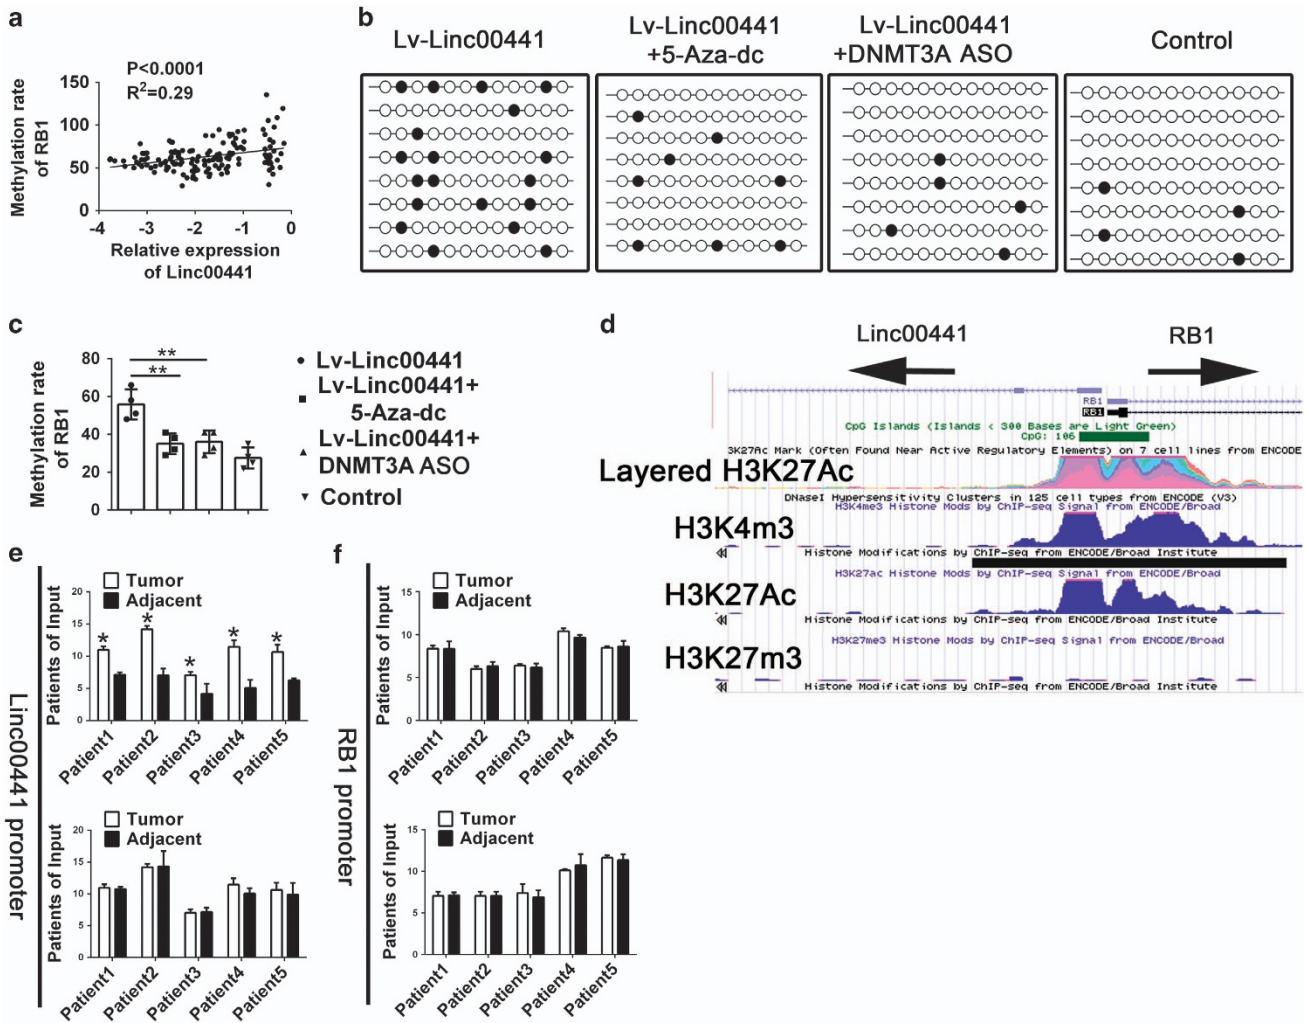 a
P<0.0001
R2=0.29
Methylation rate
of RB1
150
100
50
0
-4 -3 -2 -1 0
Relative expression
of Linc00441
b
Lv-Linc00441
Lv-Linc00441
+5-Aza-dc
Lv-Linc00441
+DNMT3A ASO
Control
c
Methylation rate
of RB1
80
60
40
20
0
**
**
Lv-Linc00441
Lv-Linc00441+
5-Aza-dc
Lv-Linc00441+
DNMT3A ASO
Control
d
Linc00441
RB1
RB1
RB1
CpG Islands (Islands < 300 Bases are Light Green)
CpG: 106
3K27Ac Mark (Often Found Near Active Regulatory Elements) on 7 cell lines from ENCODE
Layered H3K27Ac
DNaseI Hypersensitivity Clusters in 125 cell types from ENCODE (V3)
H3K4me3 Histone Mods by ChIP-seq Signal from ENCODE/Broad
H3K4m3
Histone Modifications by ChIP-seq from ENCODE/Broad Institute
H3K27ac Histone Mods by ChIP-seq Signal from ENCODE/Broad
H3K27Ac
Histone Modifications by ChIP-seq from ENCODE/Broad Institute
H3K27me3 Histone Mods by ChIP-seq Signal from ENCODE/Broad
H3K27m3
Histone Modifications by ChIP-seq from ENCODE/Broad Institute
e
Linc00441 promoter
Tumor
Adjacent
Patients of Input
20
15
10
5
0
* * * * *
Patient1 Patient2 Patient3 Patient4 Patient5
Tumor
Adjacent
Patients of Input
20
15
10
5
0
Patient1 Patient2 Patient3 Patient4 Patient5
f
RB1 promoter
Tumor
Adjacent
Patients of Input
15
10
5
0
Patient1 Patient2 Patient3 Patient4 Patient5
Tumor
Adjacent
Patients of Input
15
10
5
0
Patient1 Patient2 Patient3 Patient4 Patient5